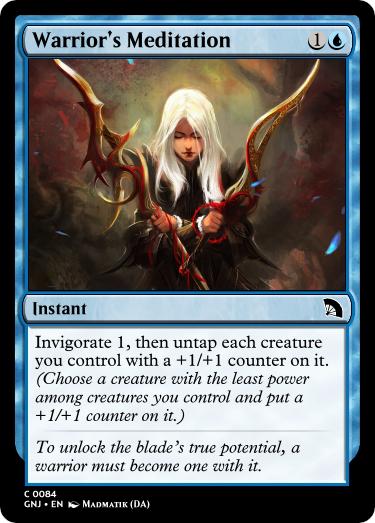 Warrior's Meditation 1
Instant
Invigorate 1, then untap each creature
you control with a +1/+1 counter on it.
(Choose a creature with the least power
among creatures you control and put a
+1/+1 counter on it.)
To unlock the blade's true potential, a
warrior must become one with it.
C 0084
GNJ • EN Madmatik (DA)